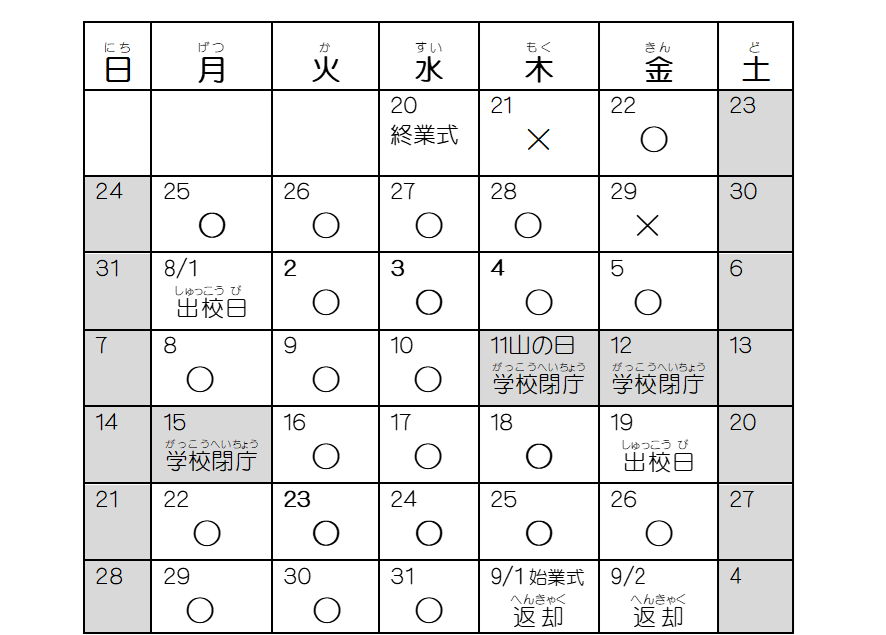 にち げつ か すい もく きん ど
日 月 火 水 木 金 土
20 21 22 23
終業式 × ○
24 25 26 27 28 29 30
○ ○ ○ ○ ×
31 8/1 2 3 4 5 6
しゅっこう び
出校日 ○ ○ ○ ○
7 8 9 10 11山の日 12 13
がっこうへいちょう がっこうへいちょう
○ ○ ○ 学校閉庁 学校閉庁
14 15 16 17 18 19 20
がっこうへいちょう しゅっこう び
学校閉庁 ○ ○ ○ 出校日
21 22 23 24 25 26 27
○ ○ ○ ○ ○
28 29 30 31 9/1始業式 9/2 4
へんきゃく へんきゃく
○ ○ ○ 返却 返却